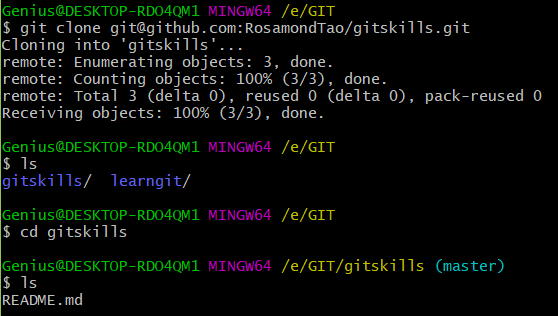 Genius@DESKTOP-RDO4QM1 MINGW64 /e/GIT
$ git clone git@github.com:RosamondTao/gitskills.git
Cloning into 'gitskills'...
remote: Enumerating objects: 3, done.
remote: Counting objects: 100% (3/3), done.
remote: Total 3 (delta 0), reused 0 (delta 0), pack-reused 0
Receiving objects: 100% (3/3), done.
Genius@DESKTOP-RDO4QM1 MINGW64 /e/GIT
$ ls
gitskills/  learngit/
Genius@DESKTOP-RDO4QM1 MINGW64 /e/GIT
$ cd gitskills
Genius@DESKTOP-RDO4QM1 MINGW64 /e/GIT/gitskills (master)
$ ls
README.md